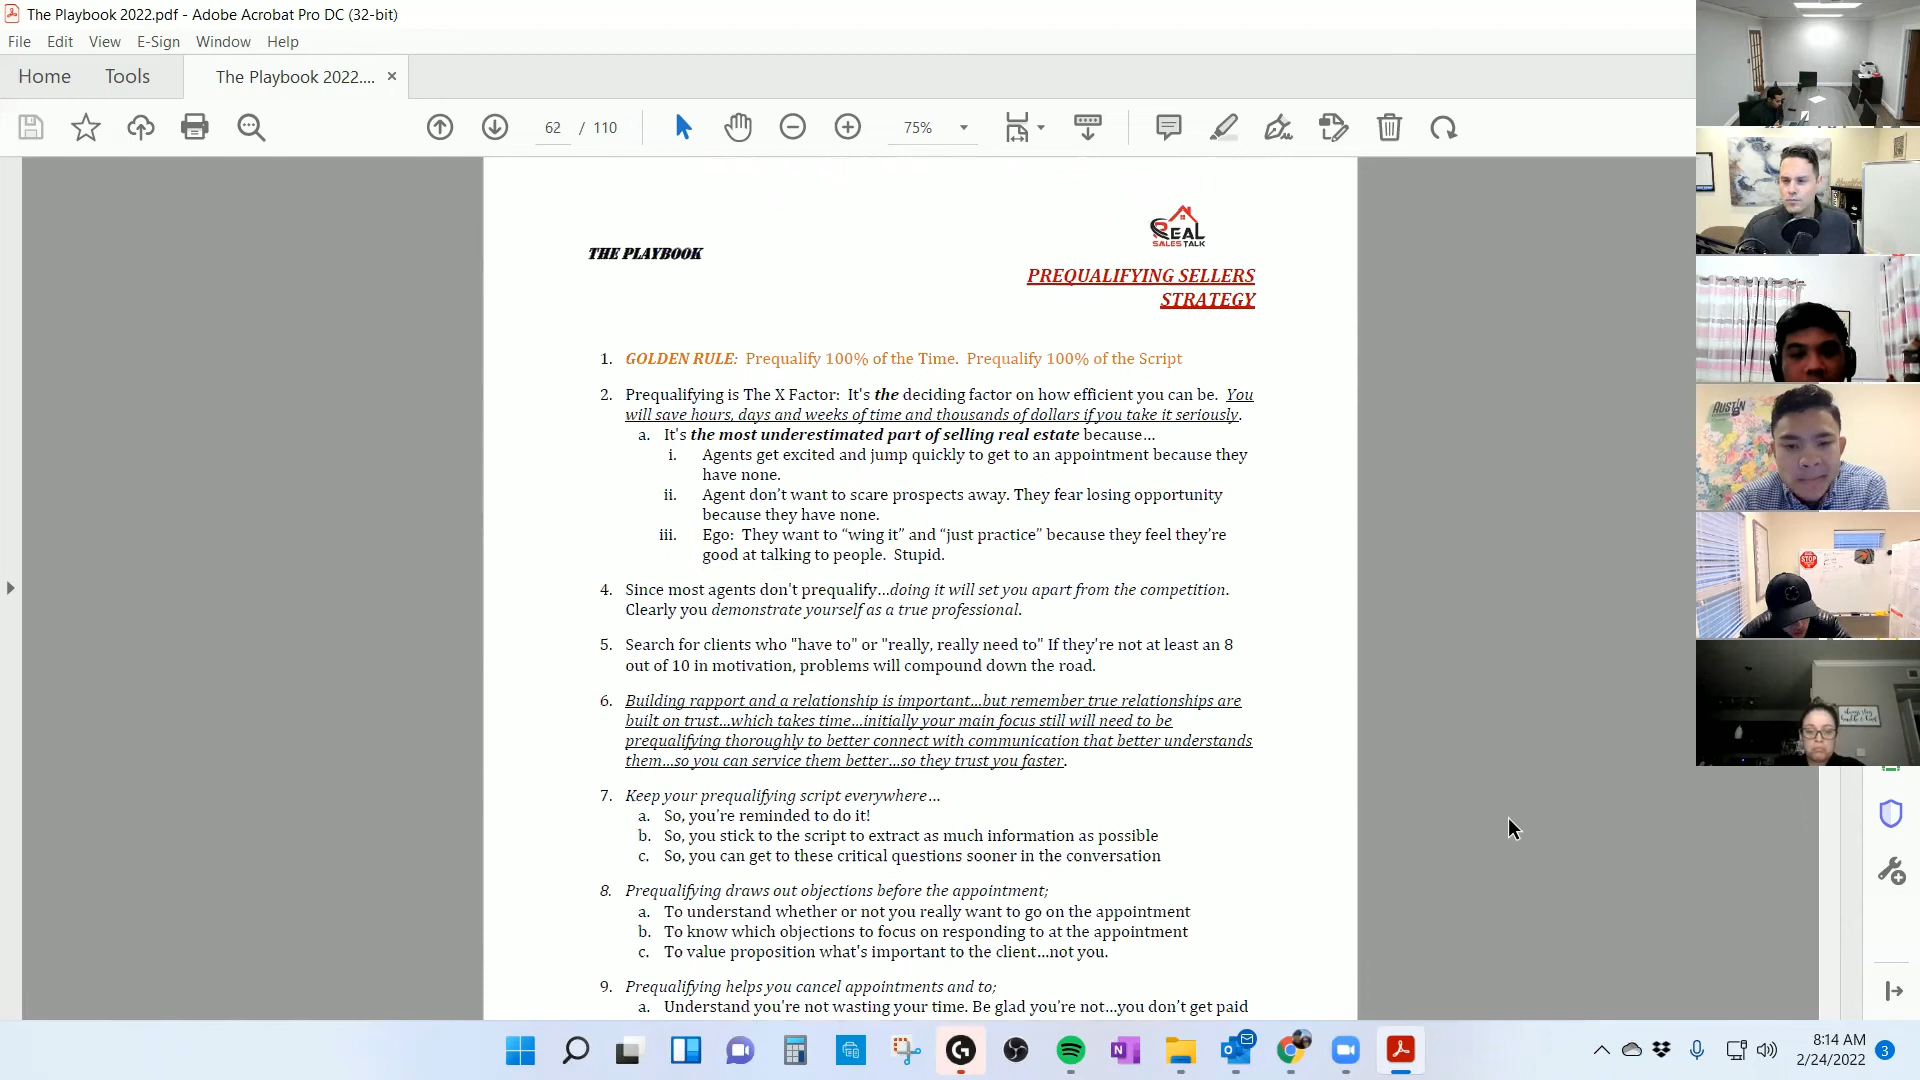 The Playbook 2022.pdf - Adobe Acrobat Pro DC (32-bit)
File Edit View E-Sign Window Help
Home Tools The Playbook 2022.... ×
62 / 110 75%
REAL
SALES TALK
THE PLAYBOOK
PREQUALIFYING SELLERS
STRATEGY
1. GOLDEN RULE: Prequalify 100% of the Time. Prequalify 100% of the Script
2. Prequalifying is The X Factor: It's the deciding factor on how efficient you can be. You
will save hours, days and weeks of time and thousands of dollars if you take it seriously.
a. It's the most underestimated part of selling real estate because...
i. Agents get excited and jump quickly to get to an appointment because they
have none.
ii. Agent don't want to scare prospects away. They fear losing opportunity
because they have none.
iii. Ego: They want to “wing it” and “just practice” because they feel they're
good at talking to people. Stupid.
4. Since most agents don't prequalify...doing it will set you apart from the competition.
Clearly you demonstrate yourself as a true professional.
5. Search for clients who "have to" or "really, really need to" If they're not at least an 8
out of 10 in motivation, problems will compound down the road.
6. Building rapport and a relationship is important...but remember true relationships are
built on trust...which takes time...initially your main focus still will need to be
prequalifying thoroughly to better connect with communication that better understands
them...so you can service them better...so they trust you faster.
7. Keep your prequalifying script everywhere...
a. So, you're reminded to do it!
b. So, you stick to the script to extract as much information as possible
c. So, you can get to these critical questions sooner in the conversation
8. Prequalifying draws out objections before the appointment;
a. To understand whether or not you really want to go on the appointment
b. To know which objections to focus on responding to at the appointment
c. To value proposition what's important to the client...not you.
9. Prequalifying helps you cancel appointments and to;
a. Understand you're not wasting your time. Be glad you're not...you don't get paid
AUSTIN
STOP
8:14 AM
2/24/2022
3